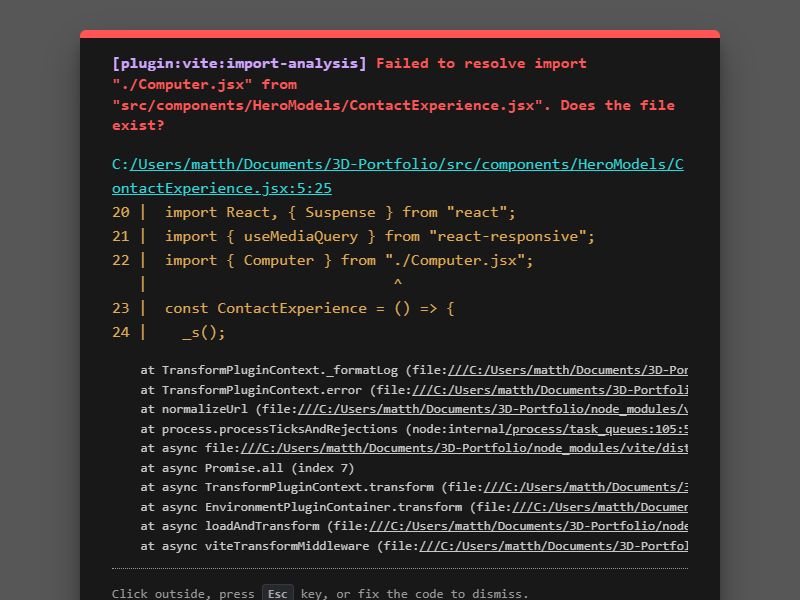 [plugin:vite:import-analysis] Failed to resolve import
"./Computer.jsx" from
"src/components/HeroModels/ContactExperience.jsx". Does the file
exist?
C:/Users/matth/Documents/3D-Portfolio/src/components/HeroModels/C
ontactExperience.jsx:5:25
20 |  import React, { Suspense } from "react";
21 |  import { useMediaQuery } from "react-responsive";
22 |  import { Computer } from "./Computer.jsx";
   |                            ^
23 |  const ContactExperience = () => {
24 |    _s();
at TransformPluginContext._formatLog (file:///C:/Users/matth/Documents/3D-Por
at TransformPluginContext.error (file:///C:/Users/matth/Documents/3D-Portfoli
at normalizeUrl (file:///C:/Users/matth/Documents/3D-Portfolio/node_modules/v
at process.processTicksAndRejections (node:internal/process/task_queues:105:5
at async file:///C:/Users/matth/Documents/3D-Portfolio/node_modules/vite/dist
at async Promise.all (index 7)
at async TransformPluginContext.transform (file:///C:/Users/matth/Documents/3
at async EnvironmentPluginContainer.transform (file:///C:/Users/matth/Documen
at async loadAndTransform (file:///C:/Users/matth/Documents/3D-Portfolio/node
at async viteTransformMiddleware (file:///C:/Users/matth/Documents/3D-Portfol
Click outside, press Esc key, or fix the code to dismiss.